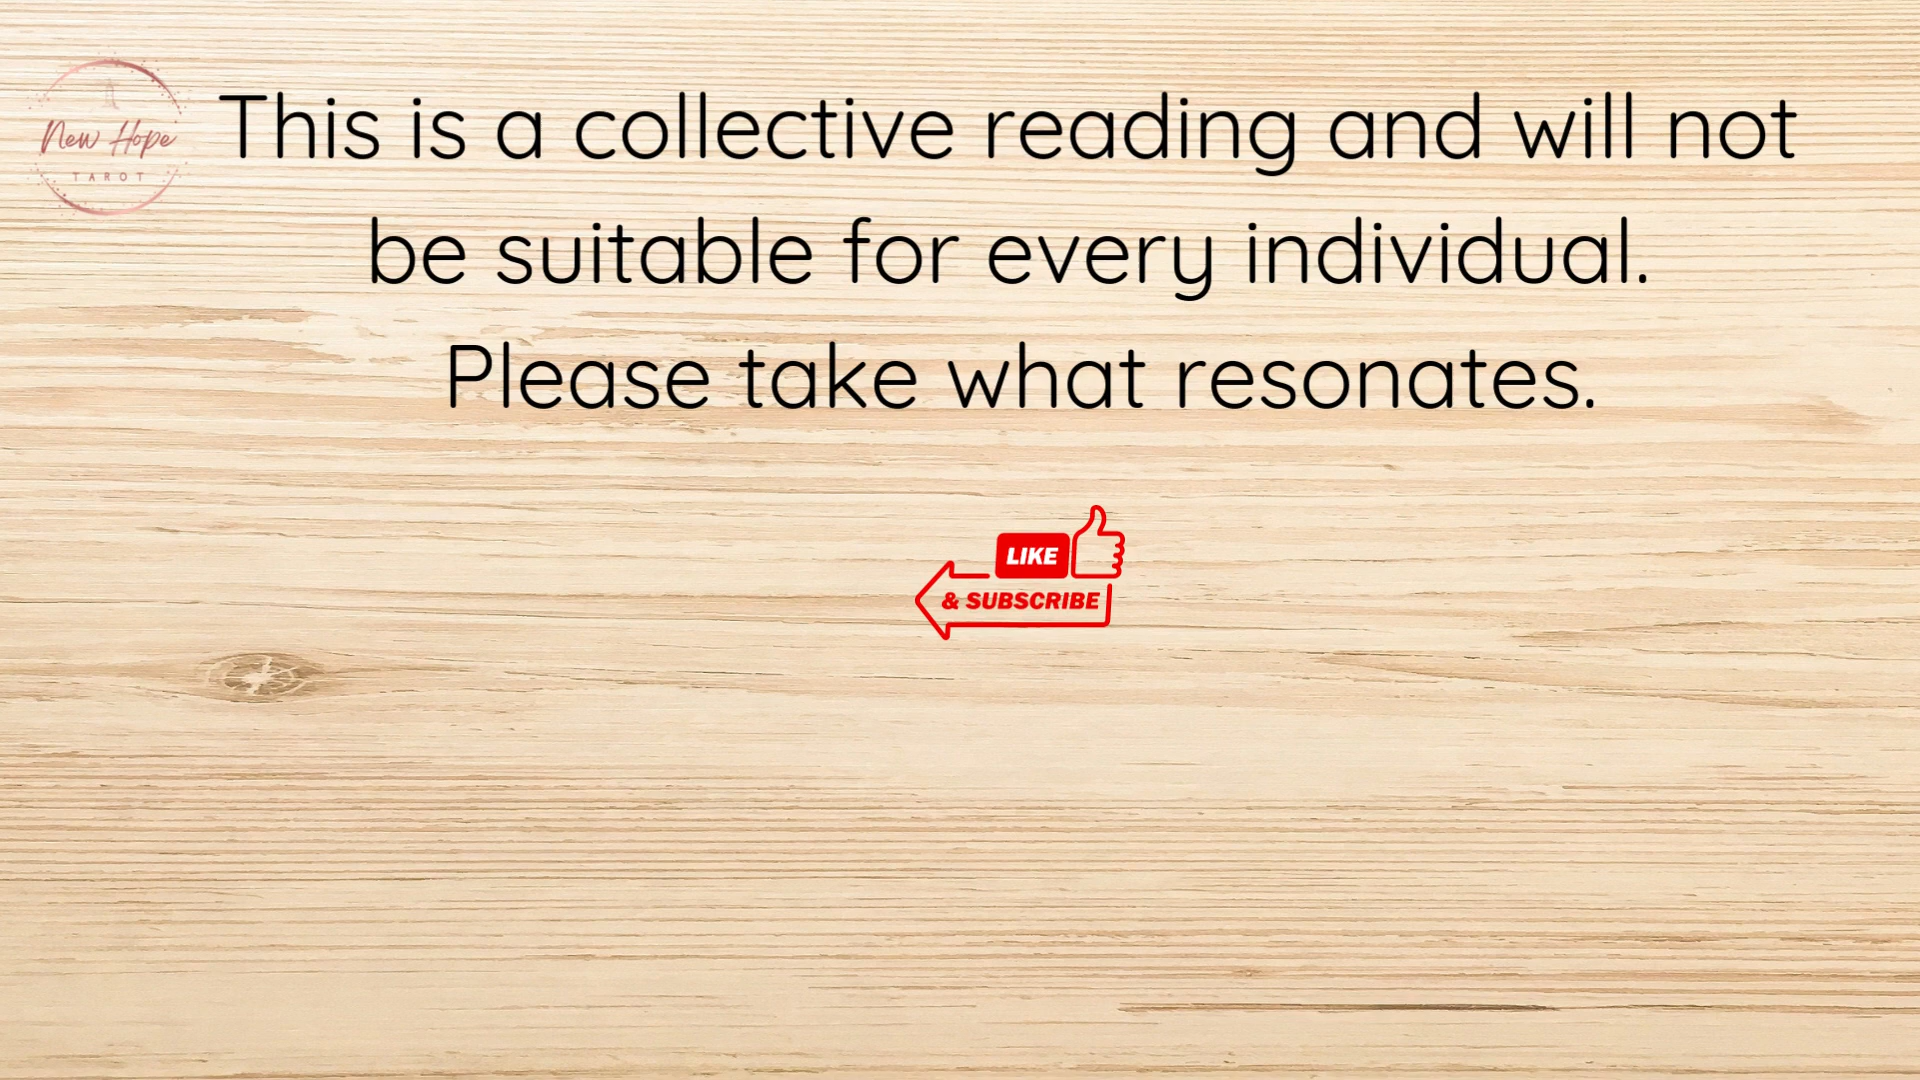 New Hope
TAROT
This is a collective reading and will not
be suitable for every individual.
Please take what resonates.
LIKE
& SUBSCRIBE